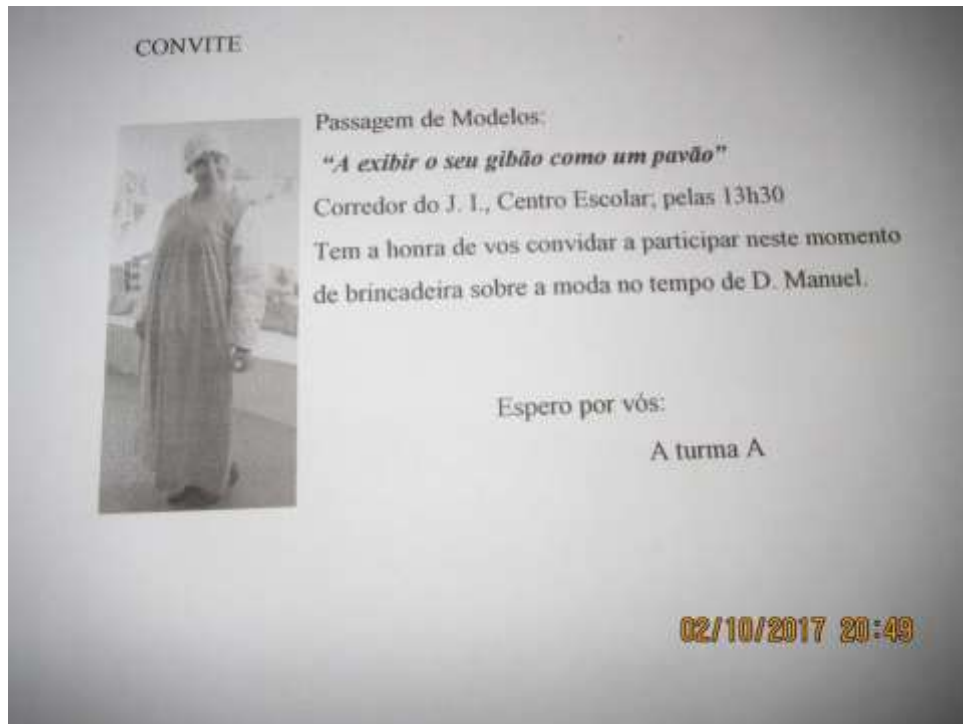 CONVITE
Passagem de Modelos:
“A exibir o seu gibão como um pavão”
Corredor do J. I., Centro Escolar, pelas 13h30
Tem a honra de vos convidar a participar neste momento
de brincadeira sobre a moda no tempo de D. Manuel.
Espero por vós:
A turma A
02/10/2017 20:49